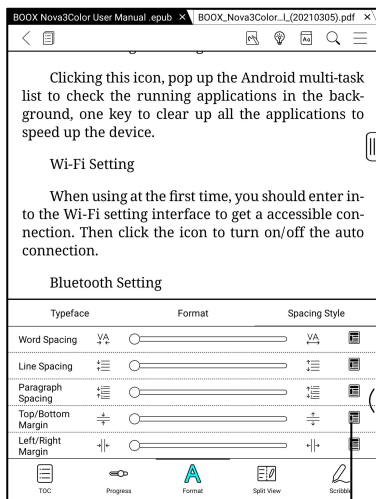 BOOX Nova3Color User Manual .epub ×
BOOX_Nova3Color...l_(20210305).pdf ×
Aa
Clicking this icon, pop up the Android multi-task
list to check the running applications in the back-
ground, one key to clear up all the applications to
speed up the device.
Wi-Fi Setting
When using at the first time, you should enter in-
to the Wi-Fi setting interface to get a accessible con-
nection. Then click the icon to turn on/off the auto
connection.
Bluetooth Setting
Typeface
Format
Spacing Style
Word Spacing VA VA
Line Spacing
Paragraph
Spacing
Top/Bottom
Margin
Left/Right
Margin
TOC
Progress
Format
Split View
Scribble